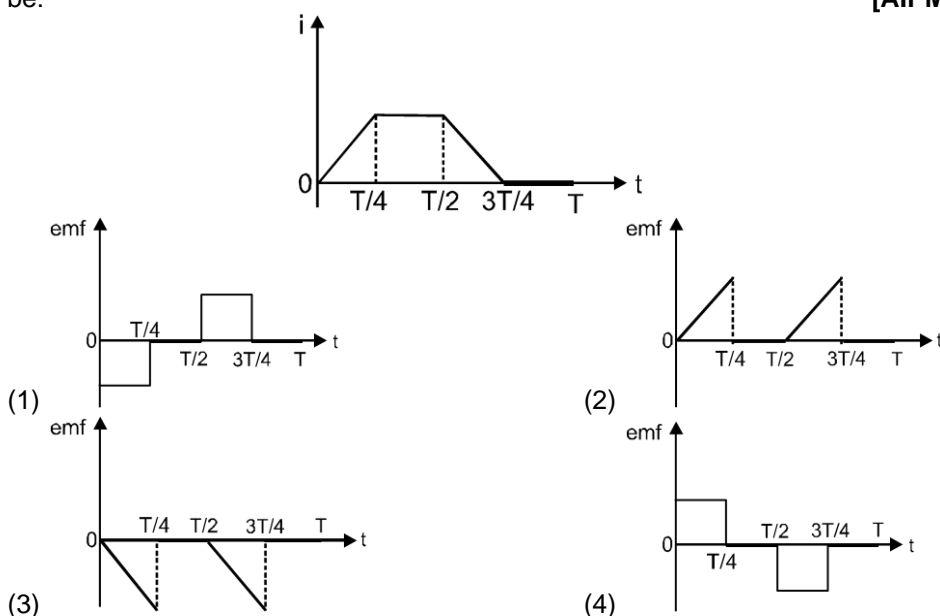 be. [AIPM
i
0 T/4 T/2 3T/4 T t
emf
0 T/4 T/2 3T/4 T t
(1)
emf
0 T/4 T/2 3T/4 T t
(2)
emf
0 T/4 T/2 3T/4 T t
(3)
emf
0 T/4 T/2 3T/4 T t
(4)